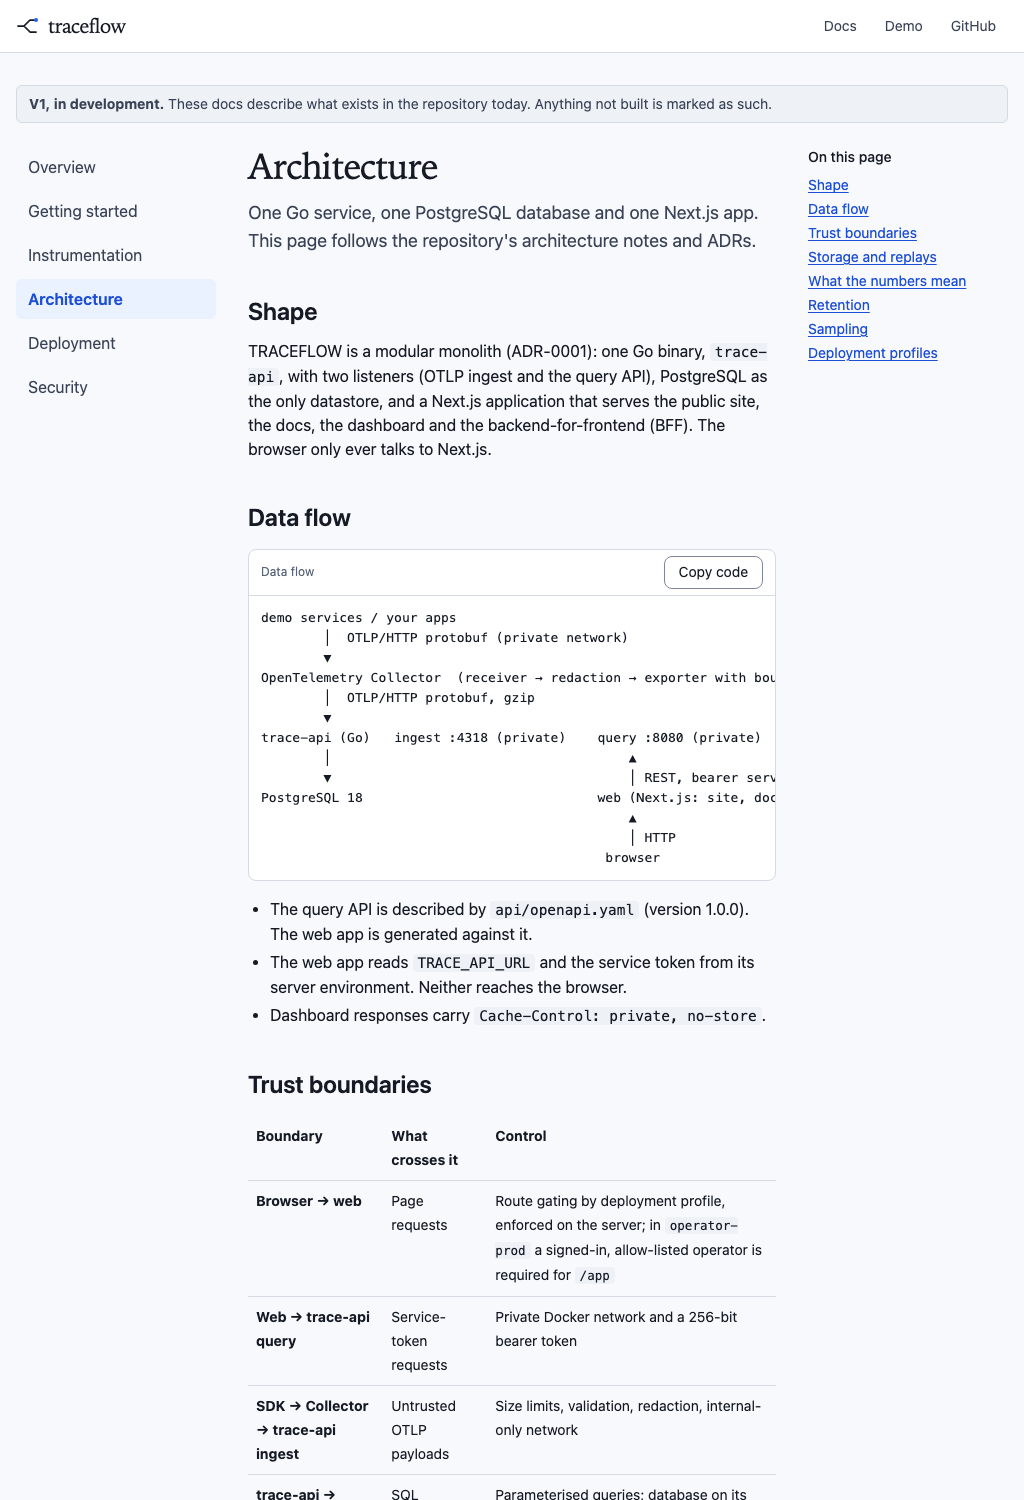 traceflow
Docs
Demo
GitHub
V1, in development. These docs describe what exists in the repository today. Anything not built is marked as such.
Overview
Getting started
Instrumentation
Architecture
Deployment
Security
Architecture
One Go service, one PostgreSQL database and one Next.js app.
This page follows the repository's architecture notes and ADRs.
Shape
TRACEFLOW is a modular monolith (ADR-0001): one Go binary, trace-
api, with two listeners (OTLP ingest and the query API), PostgreSQL as
the only datastore, and a Next.js application that serves the public site,
the docs, the dashboard and the backend-for-frontend (BFF). The
browser only ever talks to Next.js.
Data flow
Data flow
Copy code
demo services / your apps
│  OTLP/HTTP protobuf (private network)
▼
OpenTelemetry Collector  (receiver → redaction → exporter with bou
│  OTLP/HTTP protobuf, gzip
▼
trace-api (Go)   ingest :4318 (private)    query :8080 (private)
│                                      ▲
▼                                      │ REST, bearer serv
PostgreSQL 18                              web (Next.js: site, doc
▲
│ HTTP
browser
• The query API is described by api/openapi.yaml (version 1.0.0).
The web app is generated against it.
• The web app reads TRACE_API_URL and the service token from its
server environment. Neither reaches the browser.
• Dashboard responses carry Cache-Control: private, no-store.
Trust boundaries
Boundary
What
crosses it
Control
Browser → web
Page
requests
Route gating by deployment profile,
enforced on the server; in operator-
prod a signed-in, allow-listed operator is
required for /app
Web → trace-api
query
Service-
token
requests
Private Docker network and a 256-bit
bearer token
SDK → Collector
→ trace-api
ingest
Untrusted
OTLP
payloads
Size limits, validation, redaction, internal-
only network
trace-api →
SQL
Parameterised queries; database on its
On this page
Shape
Data flow
Trust boundaries
Storage and replays
What the numbers mean
Retention
Sampling
Deployment profiles